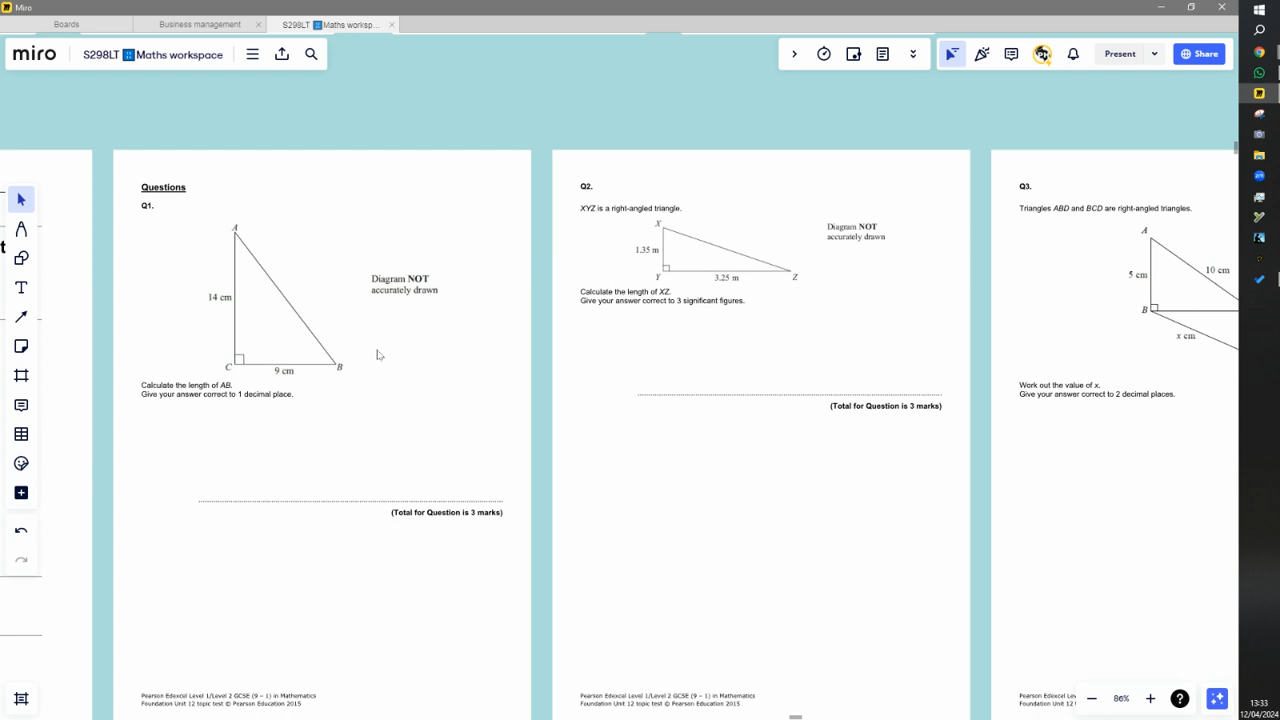 Miro
Boards
Business management
S298LT Maths worksp...
miro
S298LT Maths workspace
Present
Share
Questions
Q1.
A
14 cm
C
B
9 cm
Diagram NOT
accurately drawn
Calculate the length of AB.
Give your answer correct to 1 decimal place.
(Total for Question is 3 marks)
Pearson Edexcel Level 1/Level 2 GCSE (9 – 1) in Mathematics
Foundation Unit 12 topic test © Pearson Education 2015
Q2.
XYZ is a right-angled triangle.
X
1.35 m
Y
3.25 m
Z
Diagram NOT
accurately drawn
Calculate the length of XZ.
Give your answer correct to 3 significant figures.
(Total for Question is 3 marks)
Pearson Edexcel Level 1/Level 2 GCSE (9 – 1) in Mathematics
Foundation Unit 12 topic test © Pearson Education 2015
Q3.
Triangles ABD and BCD are right-angled triangles.
A
10 cm
5 cm
B
x cm
Work out the value of x.
Give your answer correct to 2 decimal places.
Pearson Edexcel Le
Foundation Unit 12
86%
13:33
12/04/2024